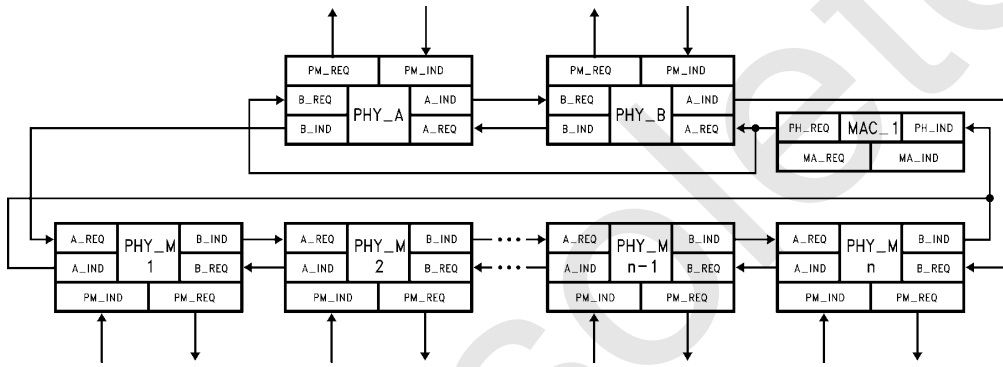 PM_REQ PM_IND PM_REQ PM_IND
B_REQ PHY_A A_IND B_REQ PHY_B A_IND
B_IND A_REQ B_IND A_REQ PH_REQ MAC_1 PH_IND
MA_REQ MA_IND
A_REQ PHY_M B_IND A_REQ PHY_M B_IND ••• A_REQ PHY_M B_IND A_REQ PHY_M B_IND
A_IND 1 B_REQ A_IND 2 B_REQ ••• A_IND n-1 B_REQ A_IND n B_REQ
PM_IND PM_REQ PM_IND PM_REQ PM_IND PM_REQ PM_IND PM_REQ